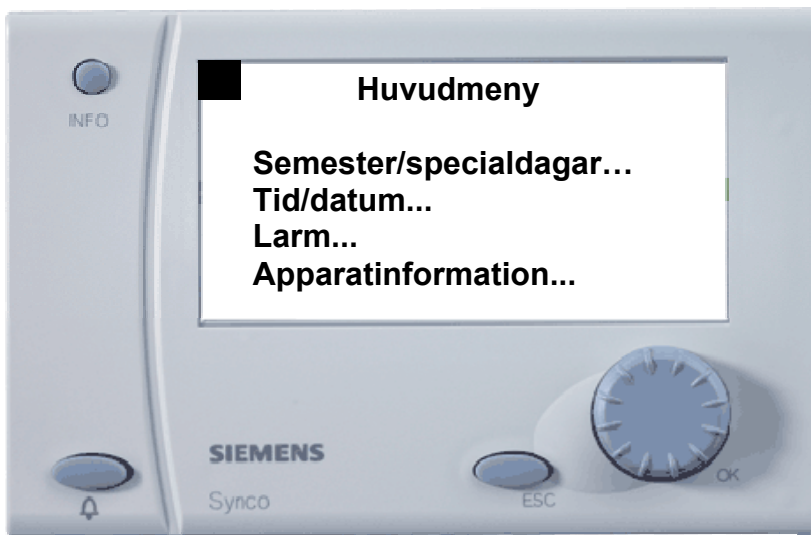 Huvudmeny
INFO
Semester/specialdagar...
Tid/datum...
Larm...
Apparatinformation...
SIEMENS
Synco
ESC
OK